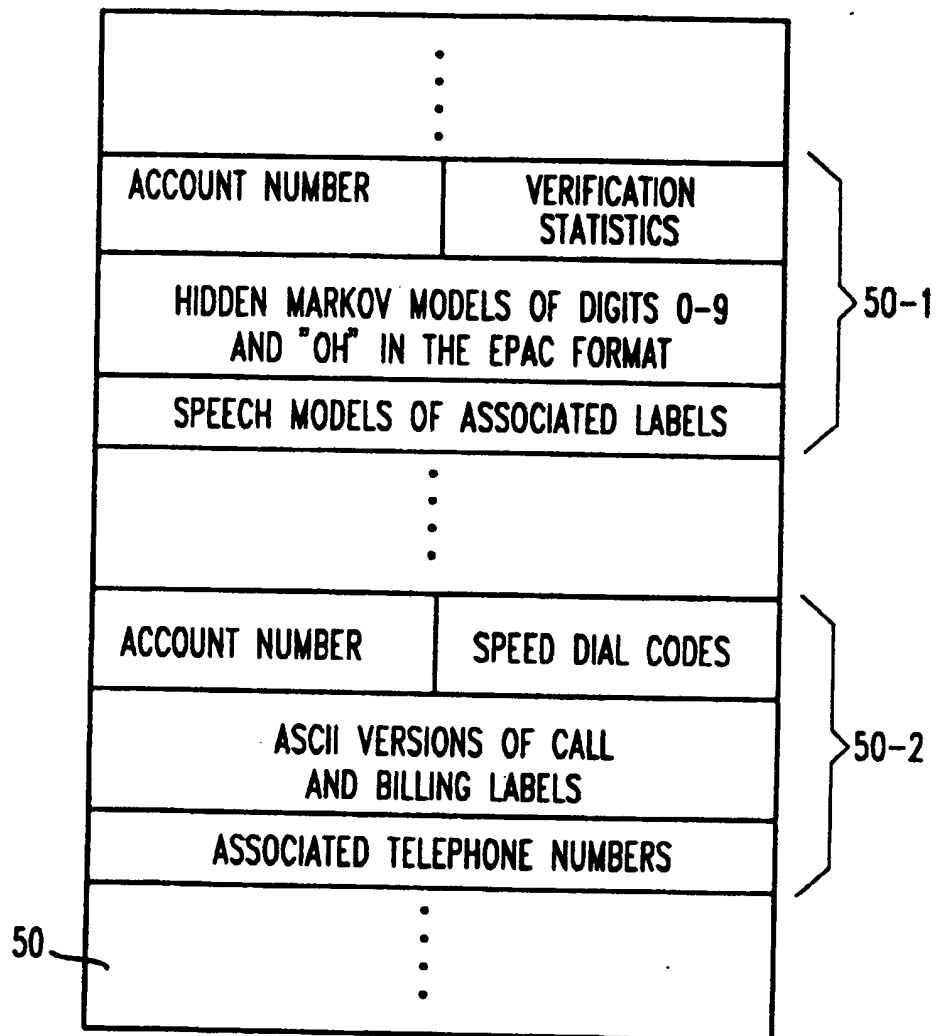 ACCOUNT NUMBER
VERIFICATION
STATISTICS
HIDDEN MARKOV MODELS OF DIGITS 0-9
AND "OH" IN THE EPAC FORMAT
SPEECH MODELS OF ASSOCIATED LABELS
50-1
ACCOUNT NUMBER
SPEED DIAL CODES
ASCII VERSIONS OF CALL
AND BILLING LABELS
ASSOCIATED TELEPHONE NUMBERS
50-2
50